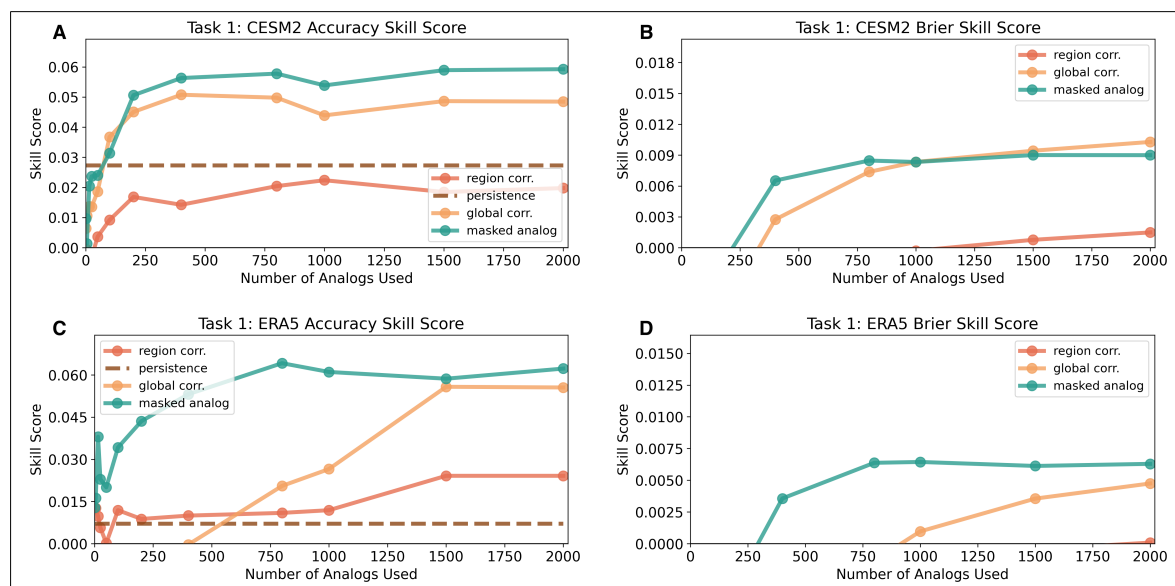 A
Task 1: CESM2 Accuracy Skill Score
Skill Score
0.06
0.05
0.04
0.03
0.02
0.01
0.00
region corr.
persistence
global corr.
masked analog
0 250 500 750 1000 1250 1500 1750 2000
Number of Analogs Used
B
Task 1: CESM2 Brier Skill Score
Skill Score
0.018
0.015
0.012
0.009
0.006
0.003
0.000
region corr.
global corr.
masked analog
0 250 500 750 1000 1250 1500 1750 2000
Number of Analogs Used
C
Task 1: ERA5 Accuracy Skill Score
Skill Score
0.060
0.045
0.030
0.015
0.000
region corr.
persistence
global corr.
masked analog
0 250 500 750 1000 1250 1500 1750 2000
Number of Analogs Used
D
Task 1: ERA5 Brier Skill Score
Skill Score
0.0150
0.0125
0.0100
0.0075
0.0050
0.0025
0.0000
region corr.
global corr.
masked analog
0 250 500 750 1000 1250 1500 1750 2000
Number of Analogs Used